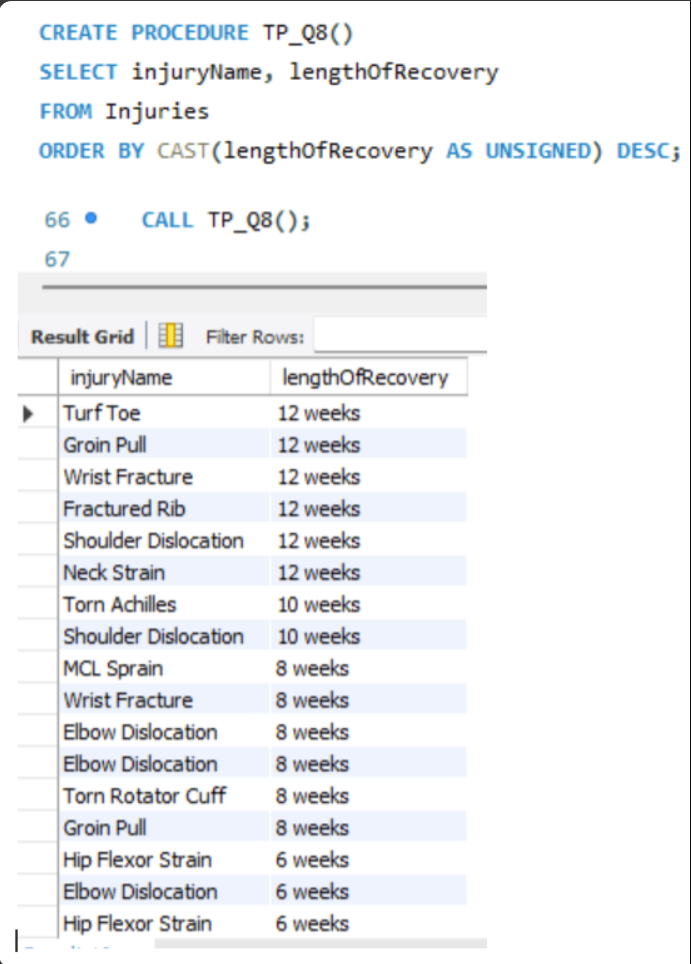 CREATE PROCEDURE TP_Q8()
SELECT injuryName, lengthOfRecovery
FROM Injuries
ORDER BY CAST(lengthOfRecovery AS UNSIGNED) DESC;
66 CALL TP_Q8();
67
Result Grid Filter Rows:
injuryName lengthOfRecovery
Turf Toe 12 weeks
Groin Pull 12 weeks
Wrist Fracture 12 weeks
Fractured Rib 12 weeks
Shoulder Dislocation 12 weeks
Neck Strain 12 weeks
Torn Achilles 10 weeks
Shoulder Dislocation 10 weeks
MCL Sprain 8 weeks
Wrist Fracture 8 weeks
Elbow Dislocation 8 weeks
Elbow Dislocation 8 weeks
Torn Rotator Cuff 8 weeks
Groin Pull 8 weeks
Hip Flexor Strain 6 weeks
Elbow Dislocation 6 weeks
Hip Flexor Strain 6 weeks